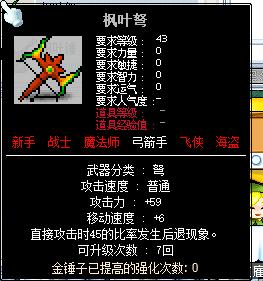 枫叶弩
要求等级： 43
要求力量： 0
要求敏捷： 0
要求智力： 0
要求运气： 0
要求人气度：-
道具等级： -
道具经验值： -
新手 战士 魔法师 弓箭手 飞侠 海盗
武器分类 : 弩
攻击速度 : 普通
攻击力 : +59
移动速度 : +6
直接攻击时45的比率发生后退现象。
可升级次数 : 7回
金锤子已提高的强化次数: 0